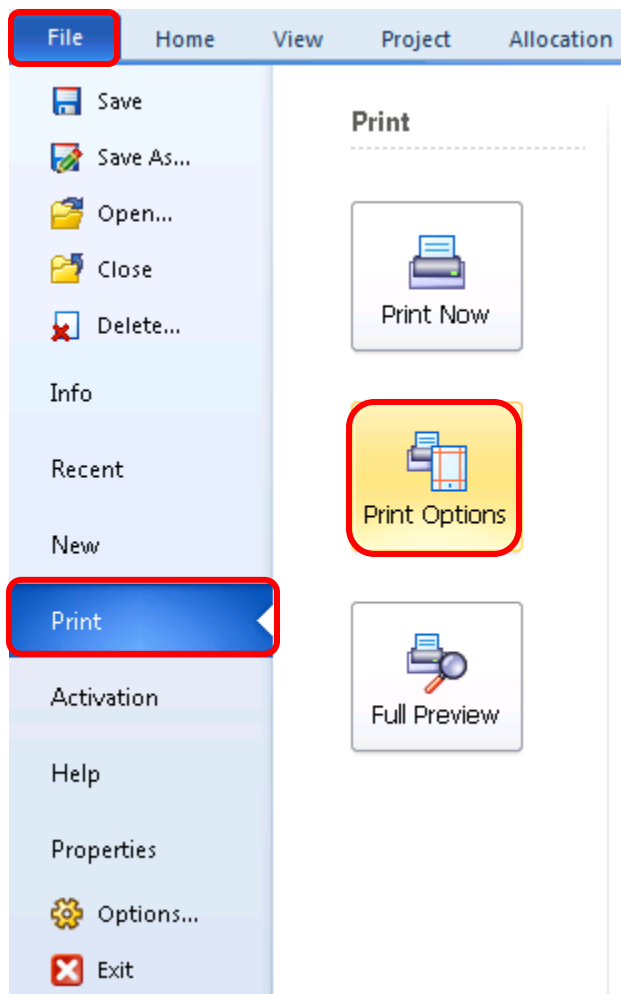 File Home View Project Allocation
Save
Save As...
Open...
Close
Delete...
Info
Recent
New
Print
Activation
Help
Properties
Options...
Exit
Print
Print Now
Print Options
Full Preview